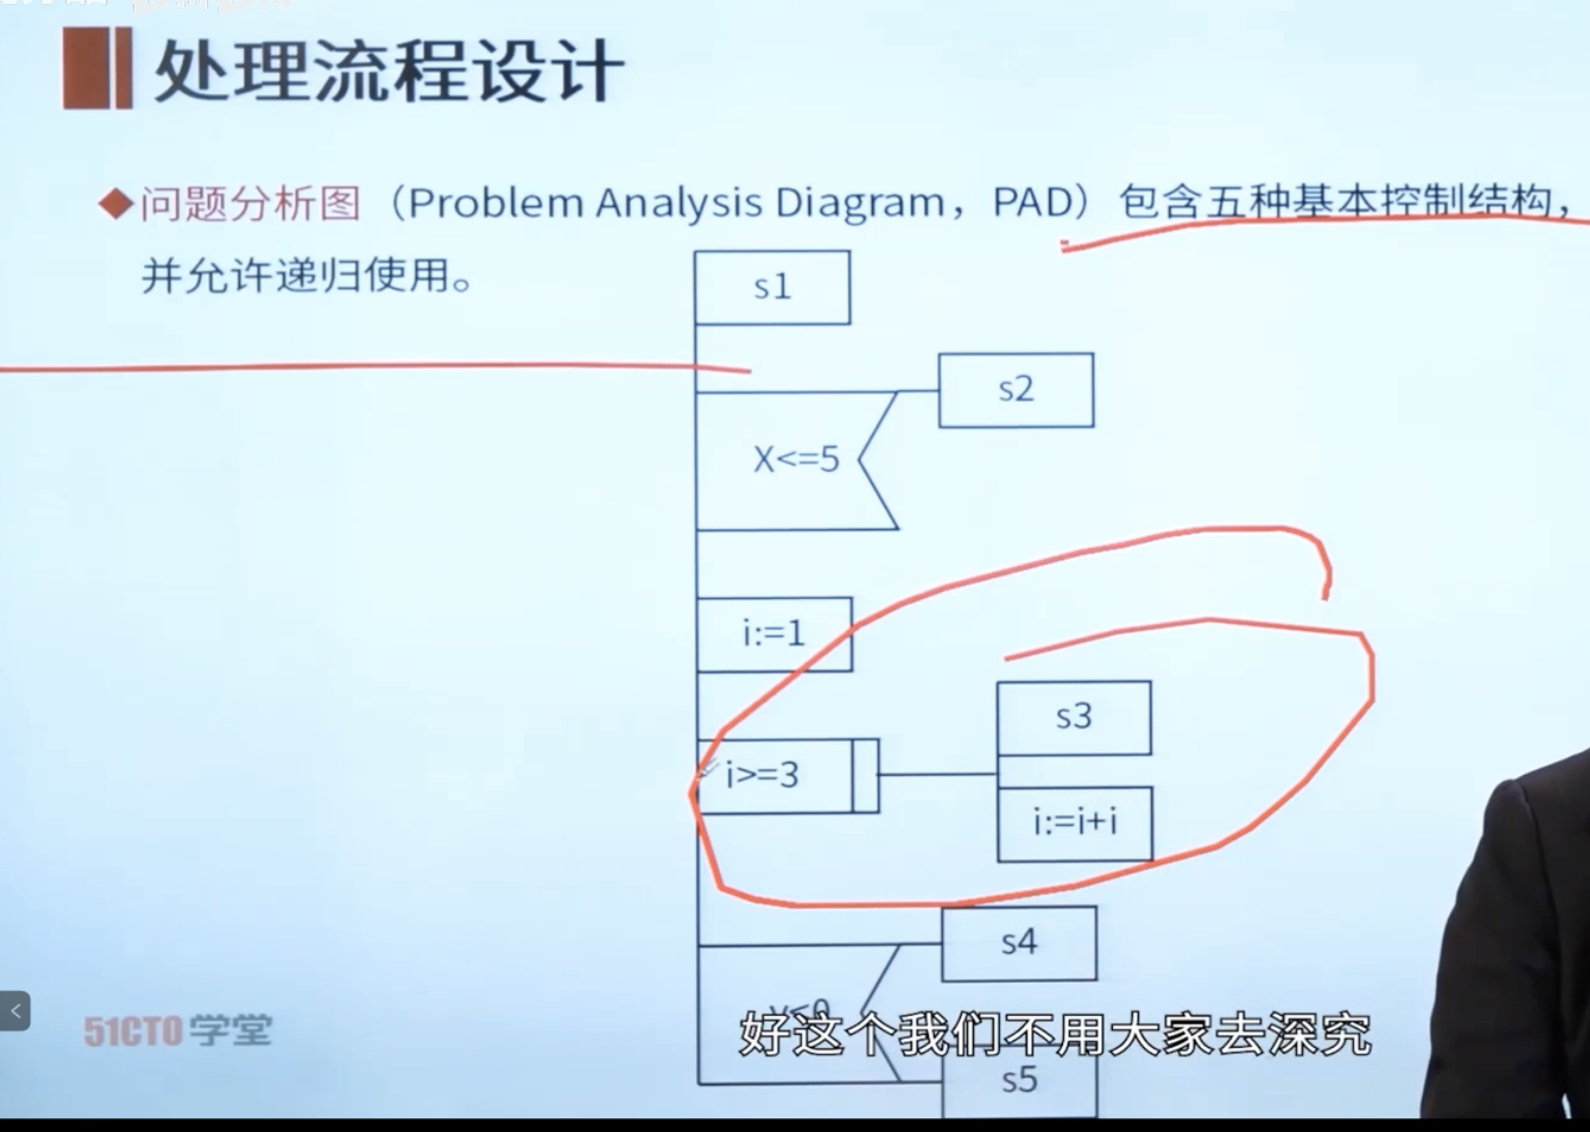 处理流程设计
◆问题分析图（Problem Analysis Diagram，PAD）包含五种基本控制结构，
并允许递归使用。
s1
s2
X<=5
i:=1
s3
i>=3
i:=i+i
s4
好这个我们不用大家去深究
s5
51CTO学堂